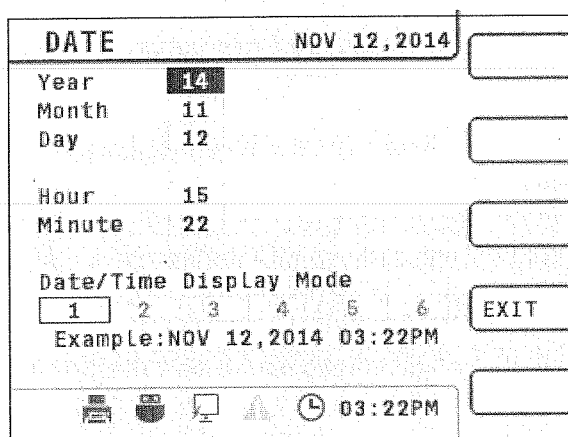 DATE NOV 12,2014
Year 14
Month 11
Day 12
Hour 15
Minute 22
Date/Time Display Mode
1 2 3 4 5 6
EXIT
Example:NOV 12,2014 03:22PM
03:22PM